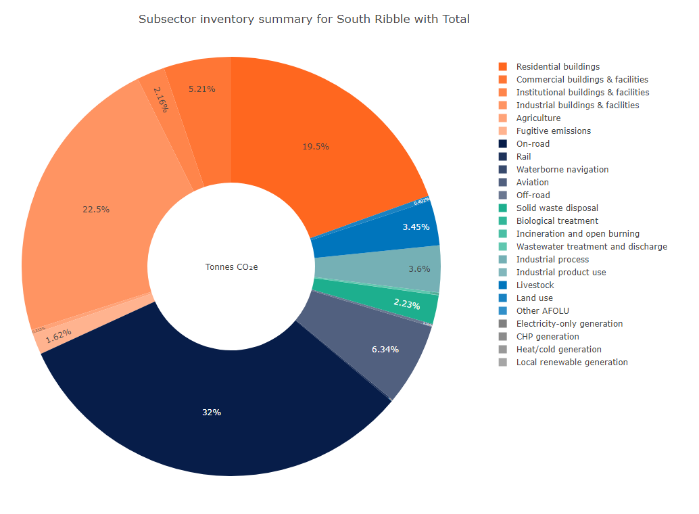 Subsector inventory summary for South Ribble with Total
5.21%
2.16%
19.5%
22.5%
3.45%
3.6%
Tonnes CO₂e
2.23%
1.62%
6.34%
32%
Residential buildings
Commercial buildings & facilities
Institutional buildings & facilities
Industrial buildings & facilities
Agriculture
Fugitive emissions
On-road
Rail
Waterborne navigation
Aviation
Off-road
Solid waste disposal
Biological treatment
Incineration and open burning
Wastewater treatment and discharge
Industrial process
Industrial product use
Livestock
Land use
Other AFOLU
Electricity-only generation
CHP generation
Heat/cold generation
Local renewable generation